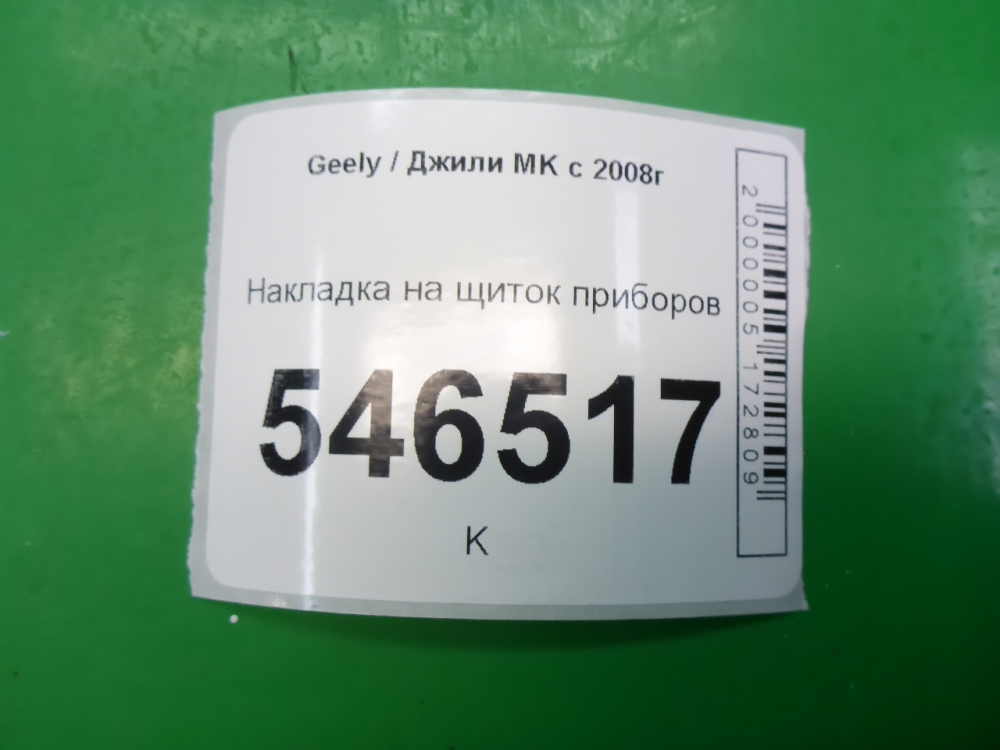 Geely / Джили МК с 2008г
Накладка на щиток приборов
546517
К
2000005172809